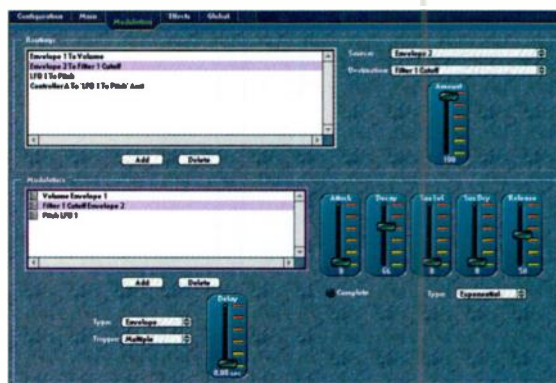 Configuration Main Modulation Effects Global
Routings
Envelope 1 To Volume
Envelope 2 To Filter 1 Cutoff
LFO 1 To Pitch
Controller A To 'LFO 1 To Pitch' Amt
Source: Envelope 2
Destination: Filter 1 Cutoff
Amount
100
Add Delete
Modulators
Volume Envelope 1
Filter 1 Cutoff Envelope 2
Pitch LFO 1
Attack Decay Sus Lvl Sus Dcy Release
0 66 0 0 50
Add Delete
Complete
Type: Exponential
Delay
Type: Envelope
Trigger: Multiple
0.00 sec